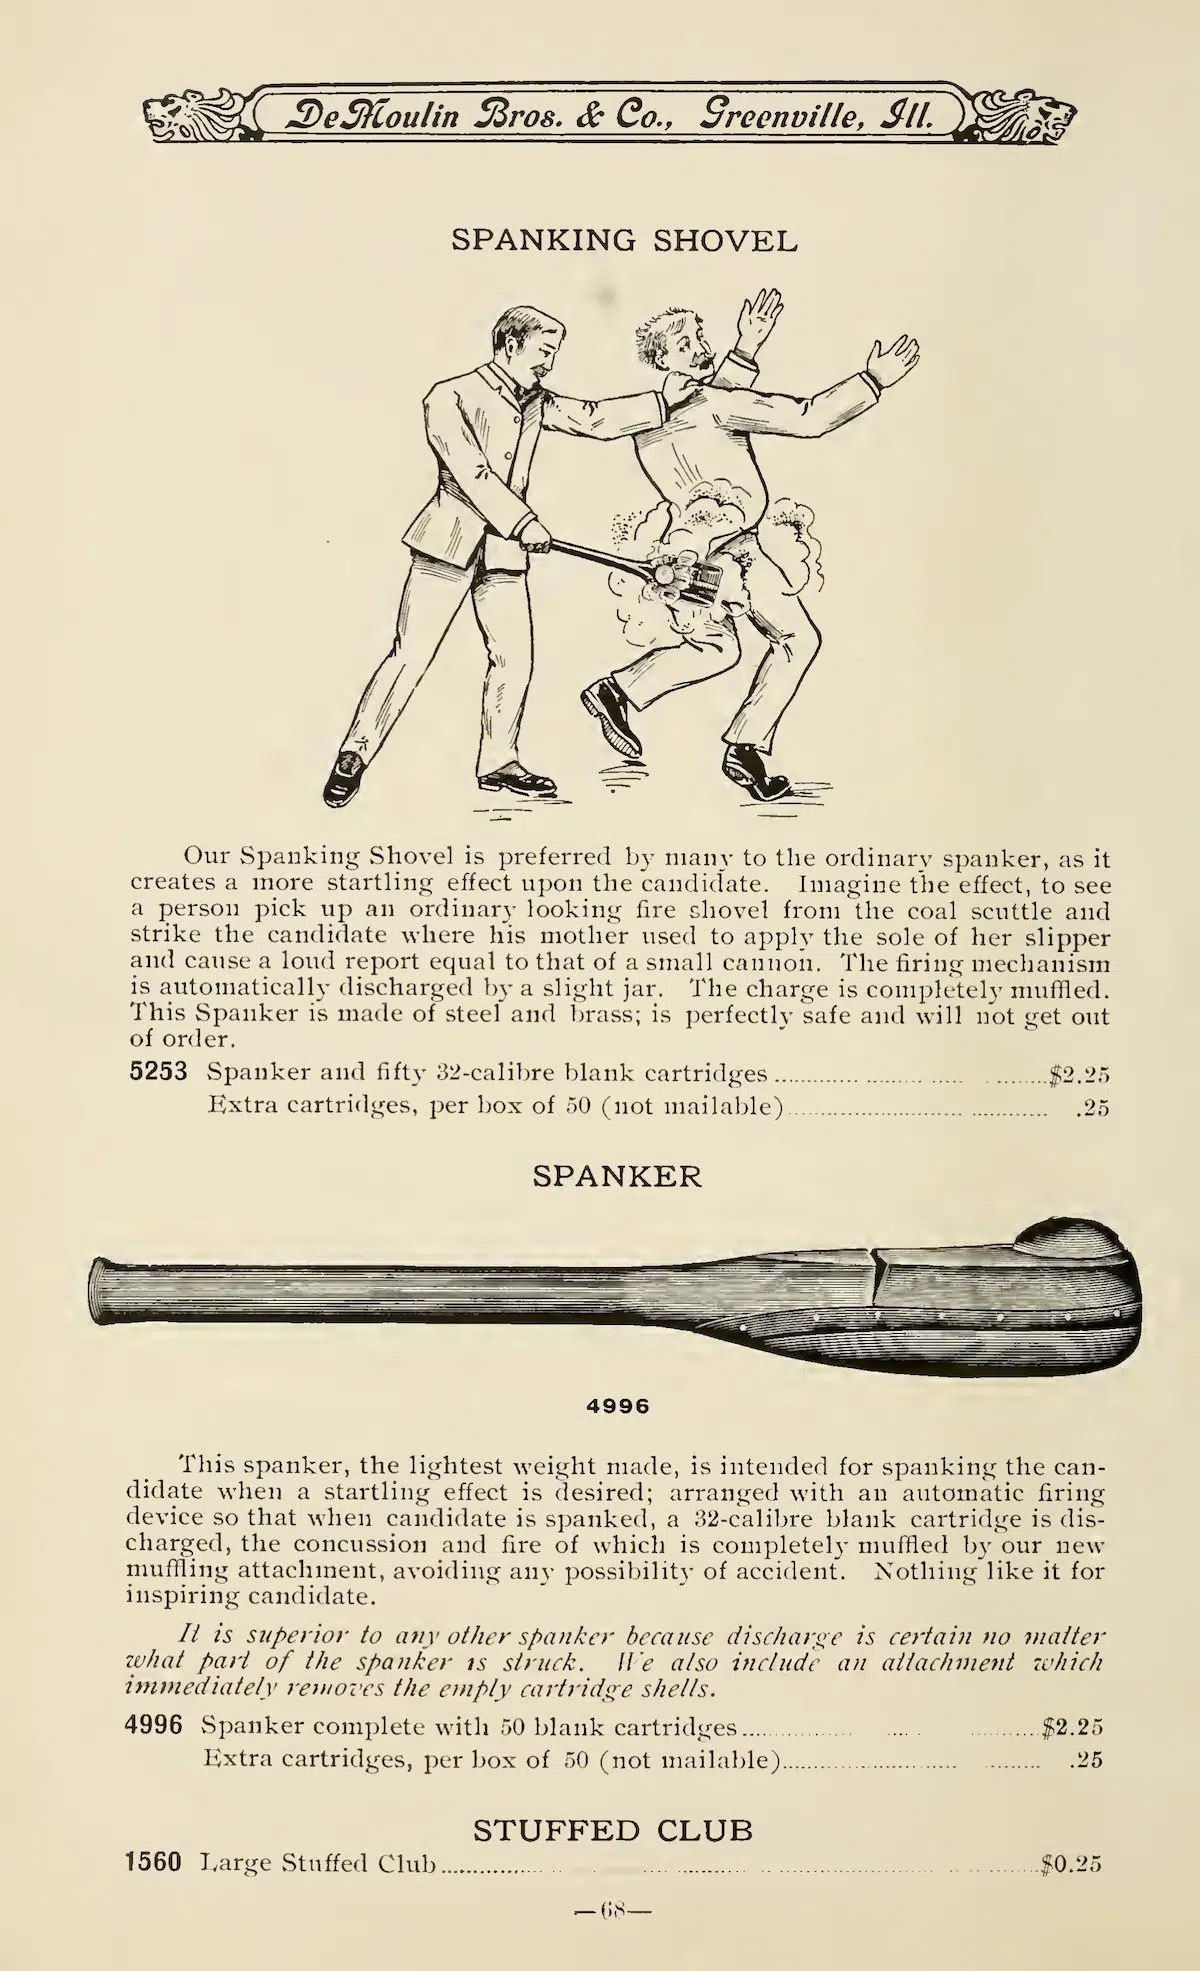 DeMoulin Bros. & Co., Greenville, Ill.
SPANKING SHOVEL
Our Spanking Shovel is preferred by many to the ordinary spanker, as it
creates a more startling effect upon the candidate. Imagine the effect, to see
a person pick up an ordinary looking fire shovel from the coal scuttle and
strike the candidate where his mother used to apply the sole of her slipper
and cause a loud report equal to that of a small cannon. The firing mechanism
is automatically discharged by a slight jar. The charge is completely muffled.
This Spanker is made of steel and brass; is perfectly safe and will not get out
of order.
5253 Spanker and fifty 32-calibre blank cartridges $2.25
Extra cartridges, per box of 50 (not mailable) .25
SPANKER
4996
This spanker, the lightest weight made, is intended for spanking the can-
didate when a startling effect is desired; arranged with an automatic firing
device so that when candidate is spanked, a 32-calibre blank cartridge is dis-
charged, the concussion and fire of which is completely muffled by our new
muffling attachment, avoiding any possibility of accident. Nothing like it for
inspiring candidate.
It is superior to any other spanker because discharge is certain no matter
what part of the spanker is struck. We also include an attachment which
immediately removes the empty cartridge shells.
4996 Spanker complete with 50 blank cartridges $2.25
Extra cartridges, per box of 50 (not mailable) .25
STUFFED CLUB
1560 Large Stuffed Club $0.25
—68—